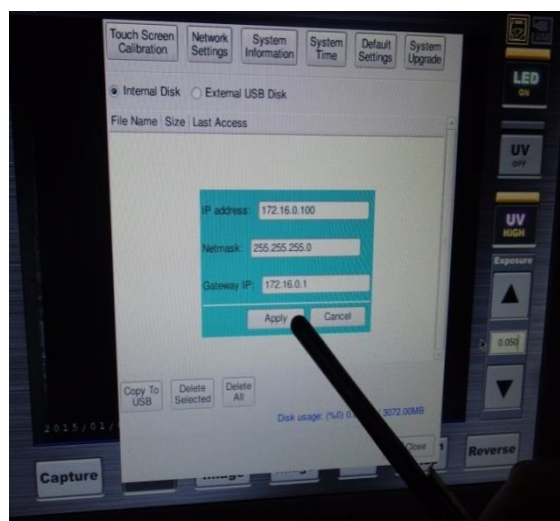 Touch Screen
Calibration
Network
Settings
System
Information
System
Time
Default
Settings
System
Upgrade
Internal Disk
External USB Disk
File Name
Size
Last Access
IP address:
172.16.0.100
Netmask:
255.255.255.0
Gateway IP:
172.16.0.1
Apply
Cancel
Copy To
USB
Delete
Selected
Delete
All
Disk usage: (%0)
3072.00MB
Close
2015/01/
Capture
Reverse
LED
ON
UV
OFF
UV
HIGH
Exposure
0.050